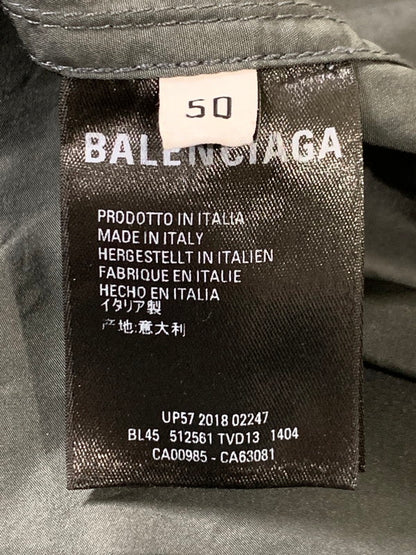 50
BALENCIAGA
PRODOTTO IN ITALIA
MADE IN ITALY
HERGESTELLT IN ITALIEN
FABRIQUE EN ITALIE
HECHO EN ITALIA
イタリア製
产地:意大利
UP57 2018 02247
BL45 512561 TVD13 1404
CA00985 - CA63081